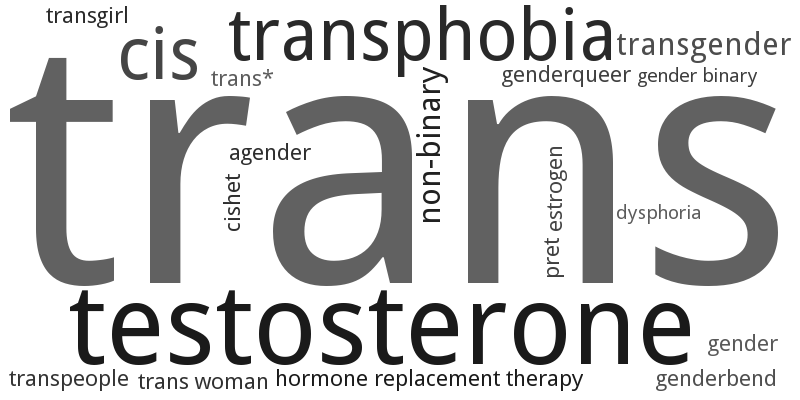 transgirl
cis
transphobia
transgender
trans*
genderqueer
gender binary
trans
non-binary
agender
cishet
pret
estrogen
dysphoria
testosterone
gender
transpeople
trans woman
hormone replacement therapy
genderbend